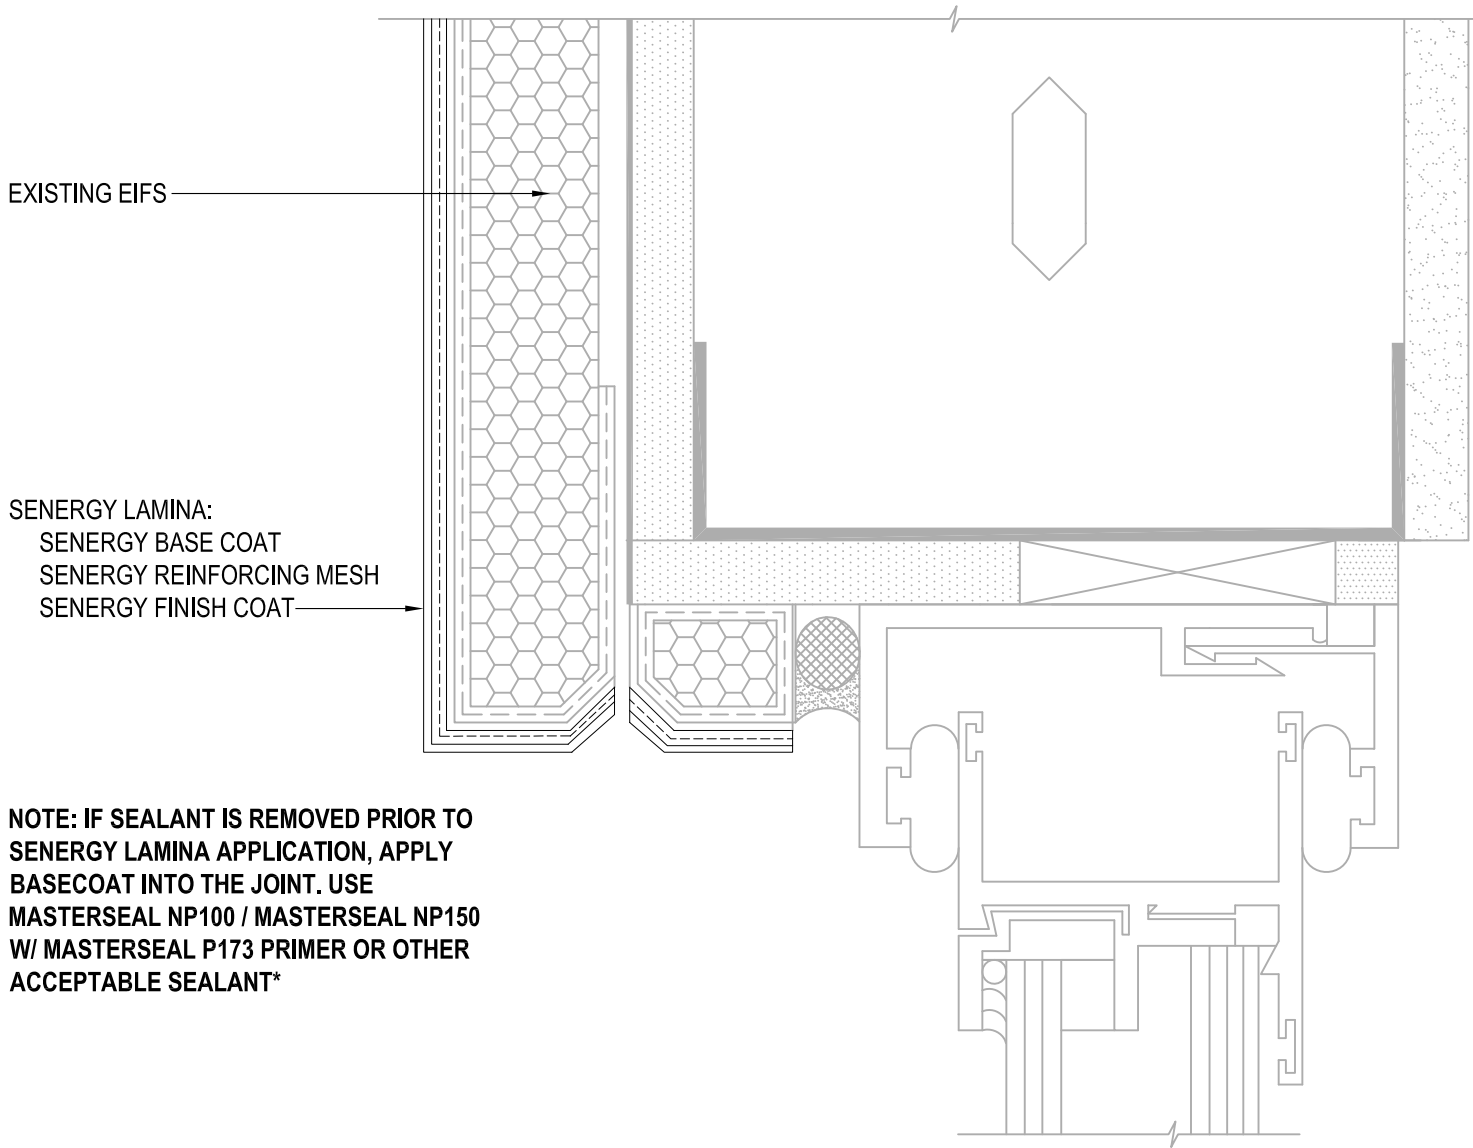 EXISTING EIFS
SENERGY LAMINA:
SENERGY BASE COAT
SENERGY REINFORCING MESH
SENERGY FINISH COAT
NOTE: IF SEALANT IS REMOVED PRIOR TO
SENERGY LAMINA APPLICATION, APPLY
BASECOAT INTO THE JOINT. USE
MASTERSEAL NP100 / MASTERSEAL NP150
W/ MASTERSEAL P173 PRIMER OR OTHER
ACCEPTABLE SEALANT*